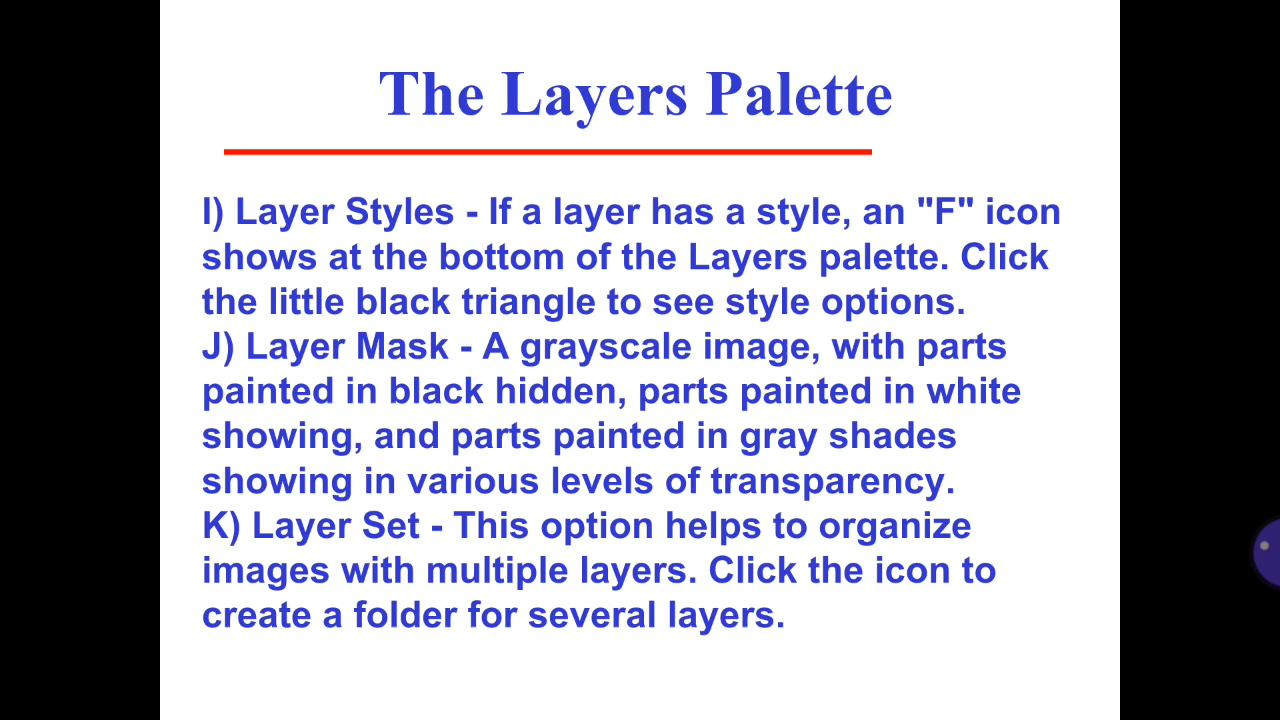 The Layers Palette
I) Layer Styles - If a layer has a style, an "F" icon
shows at the bottom of the Layers palette. Click
the little black triangle to see style options.
J) Layer Mask - A grayscale image, with parts
painted in black hidden, parts painted in white
showing, and parts painted in gray shades
showing in various levels of transparency.
K) Layer Set - This option helps to organize
images with multiple layers. Click the icon to
create a folder for several layers.